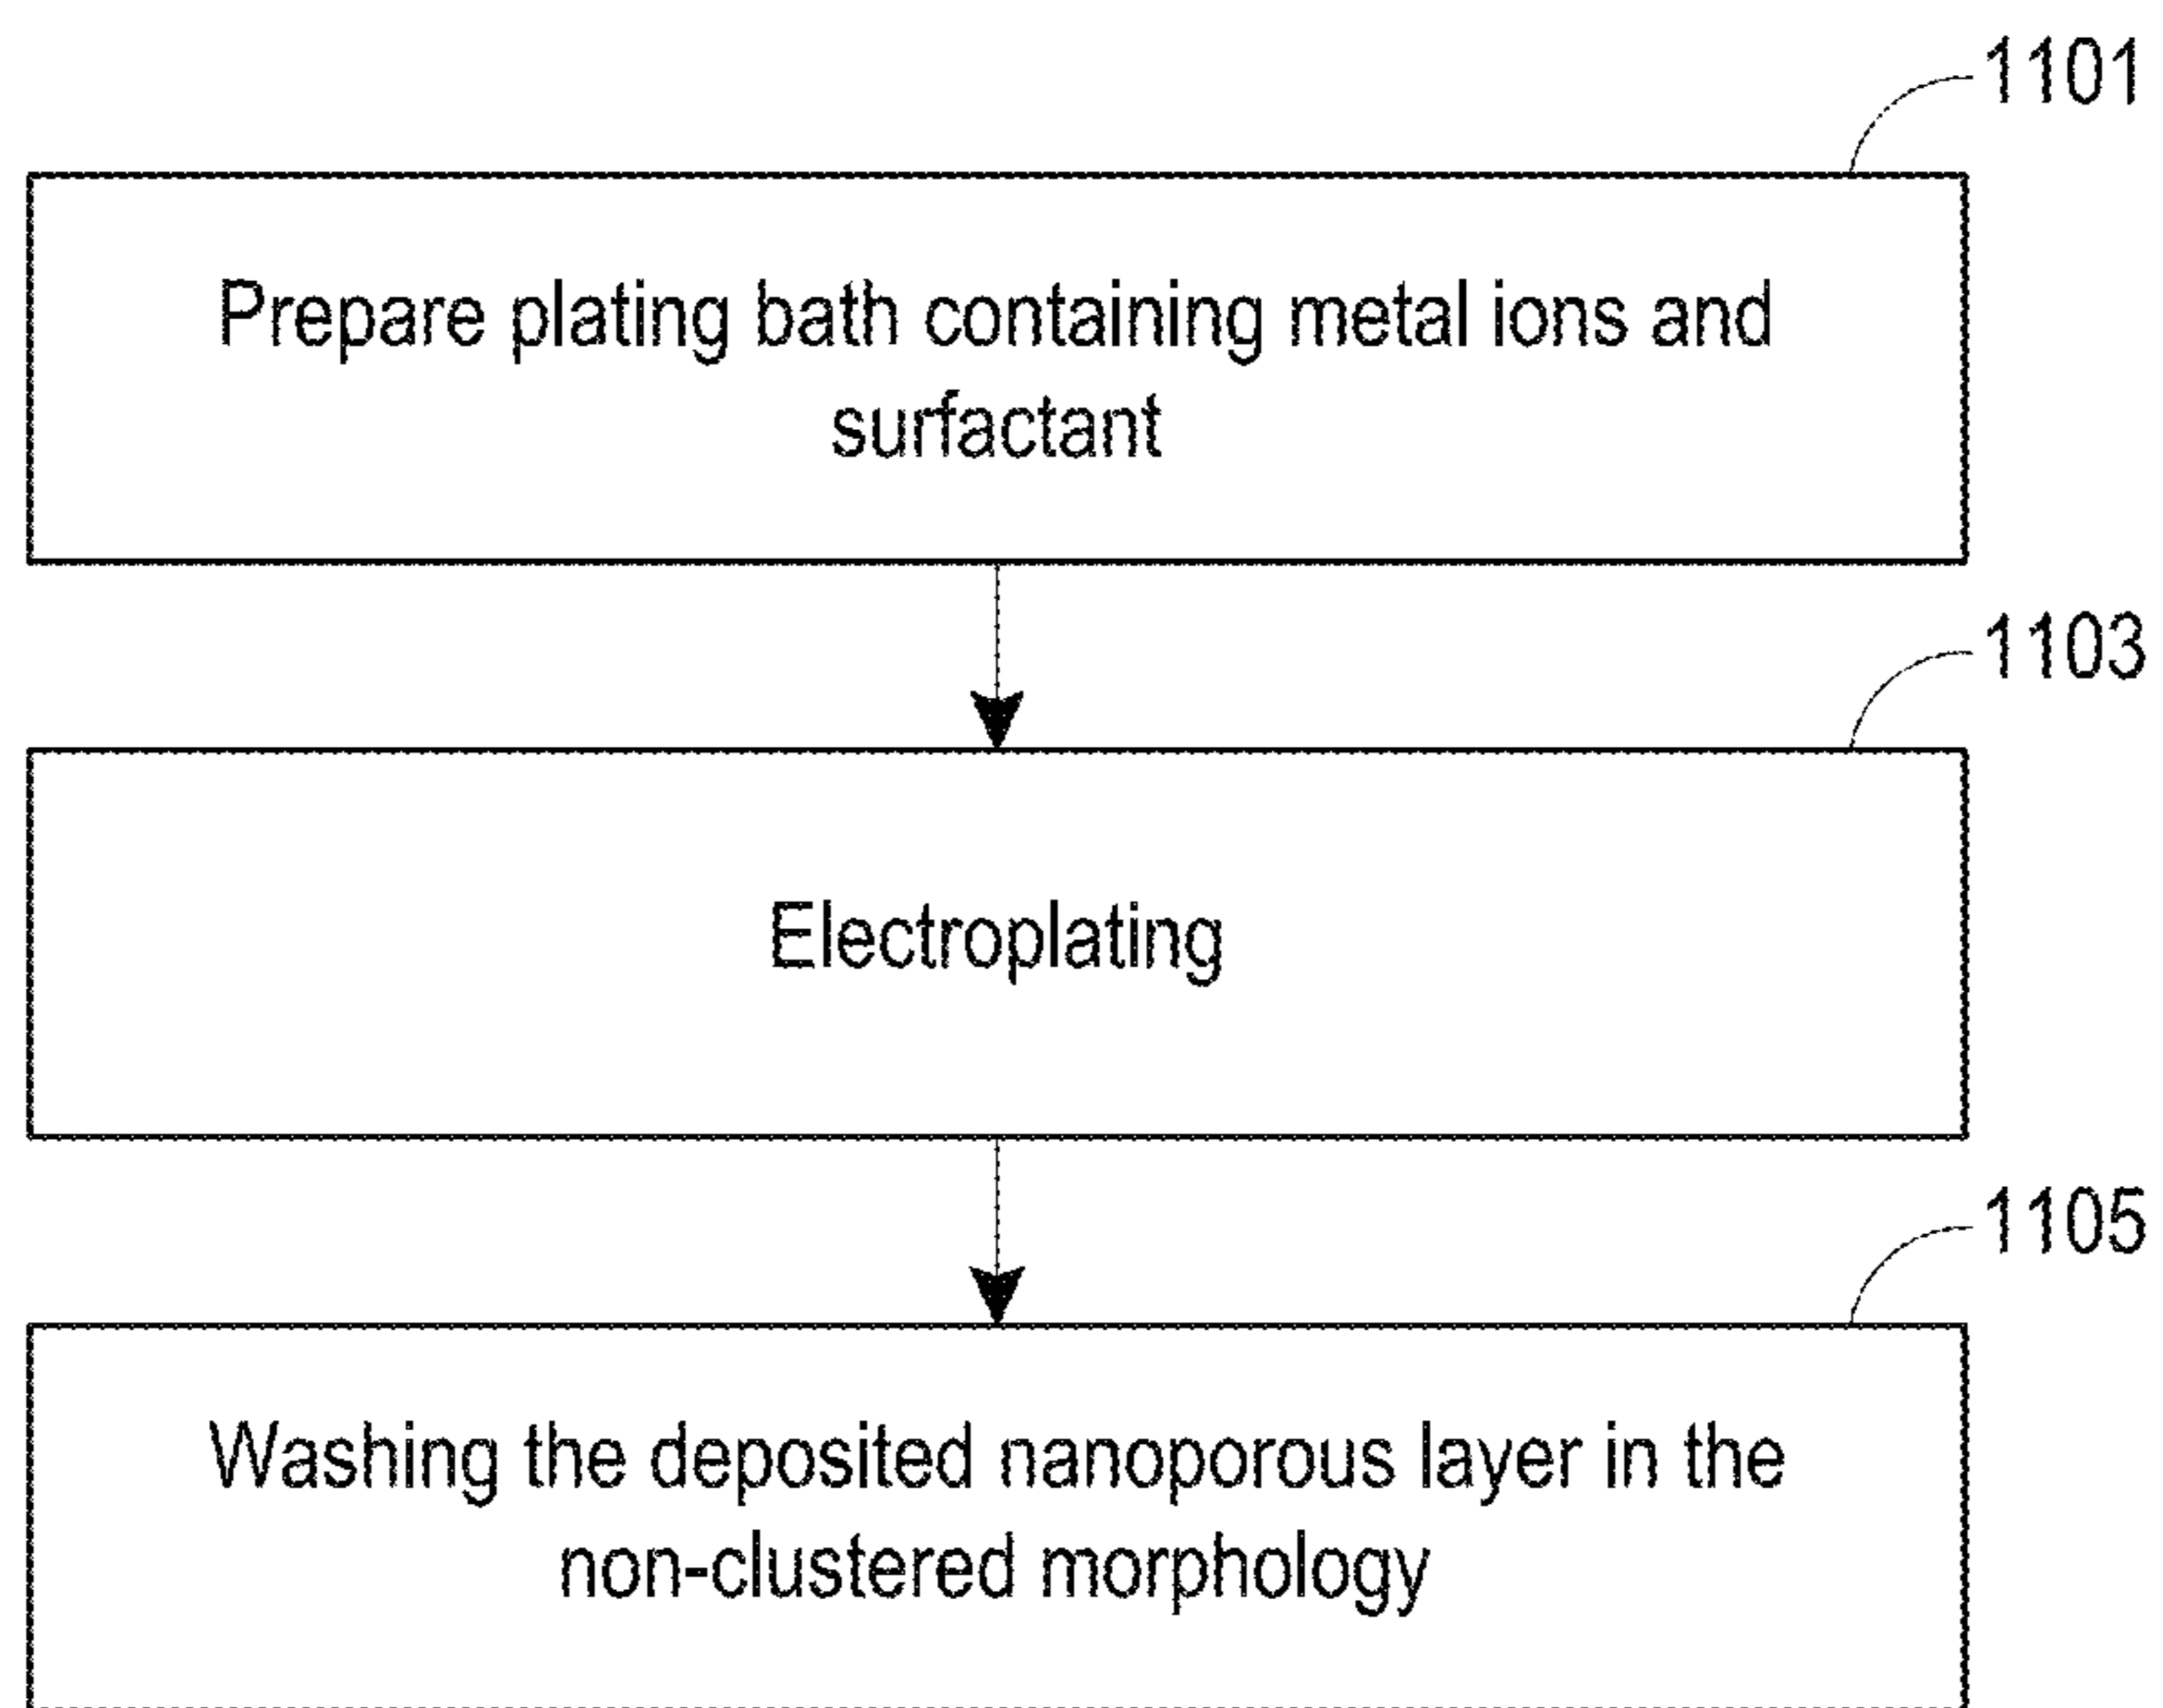 1101
Prepare plating bath containing metal ions and
surfactant
1103
Electroplating
1105
Washing the deposited nanoporous layer in the
non-clustered morphology